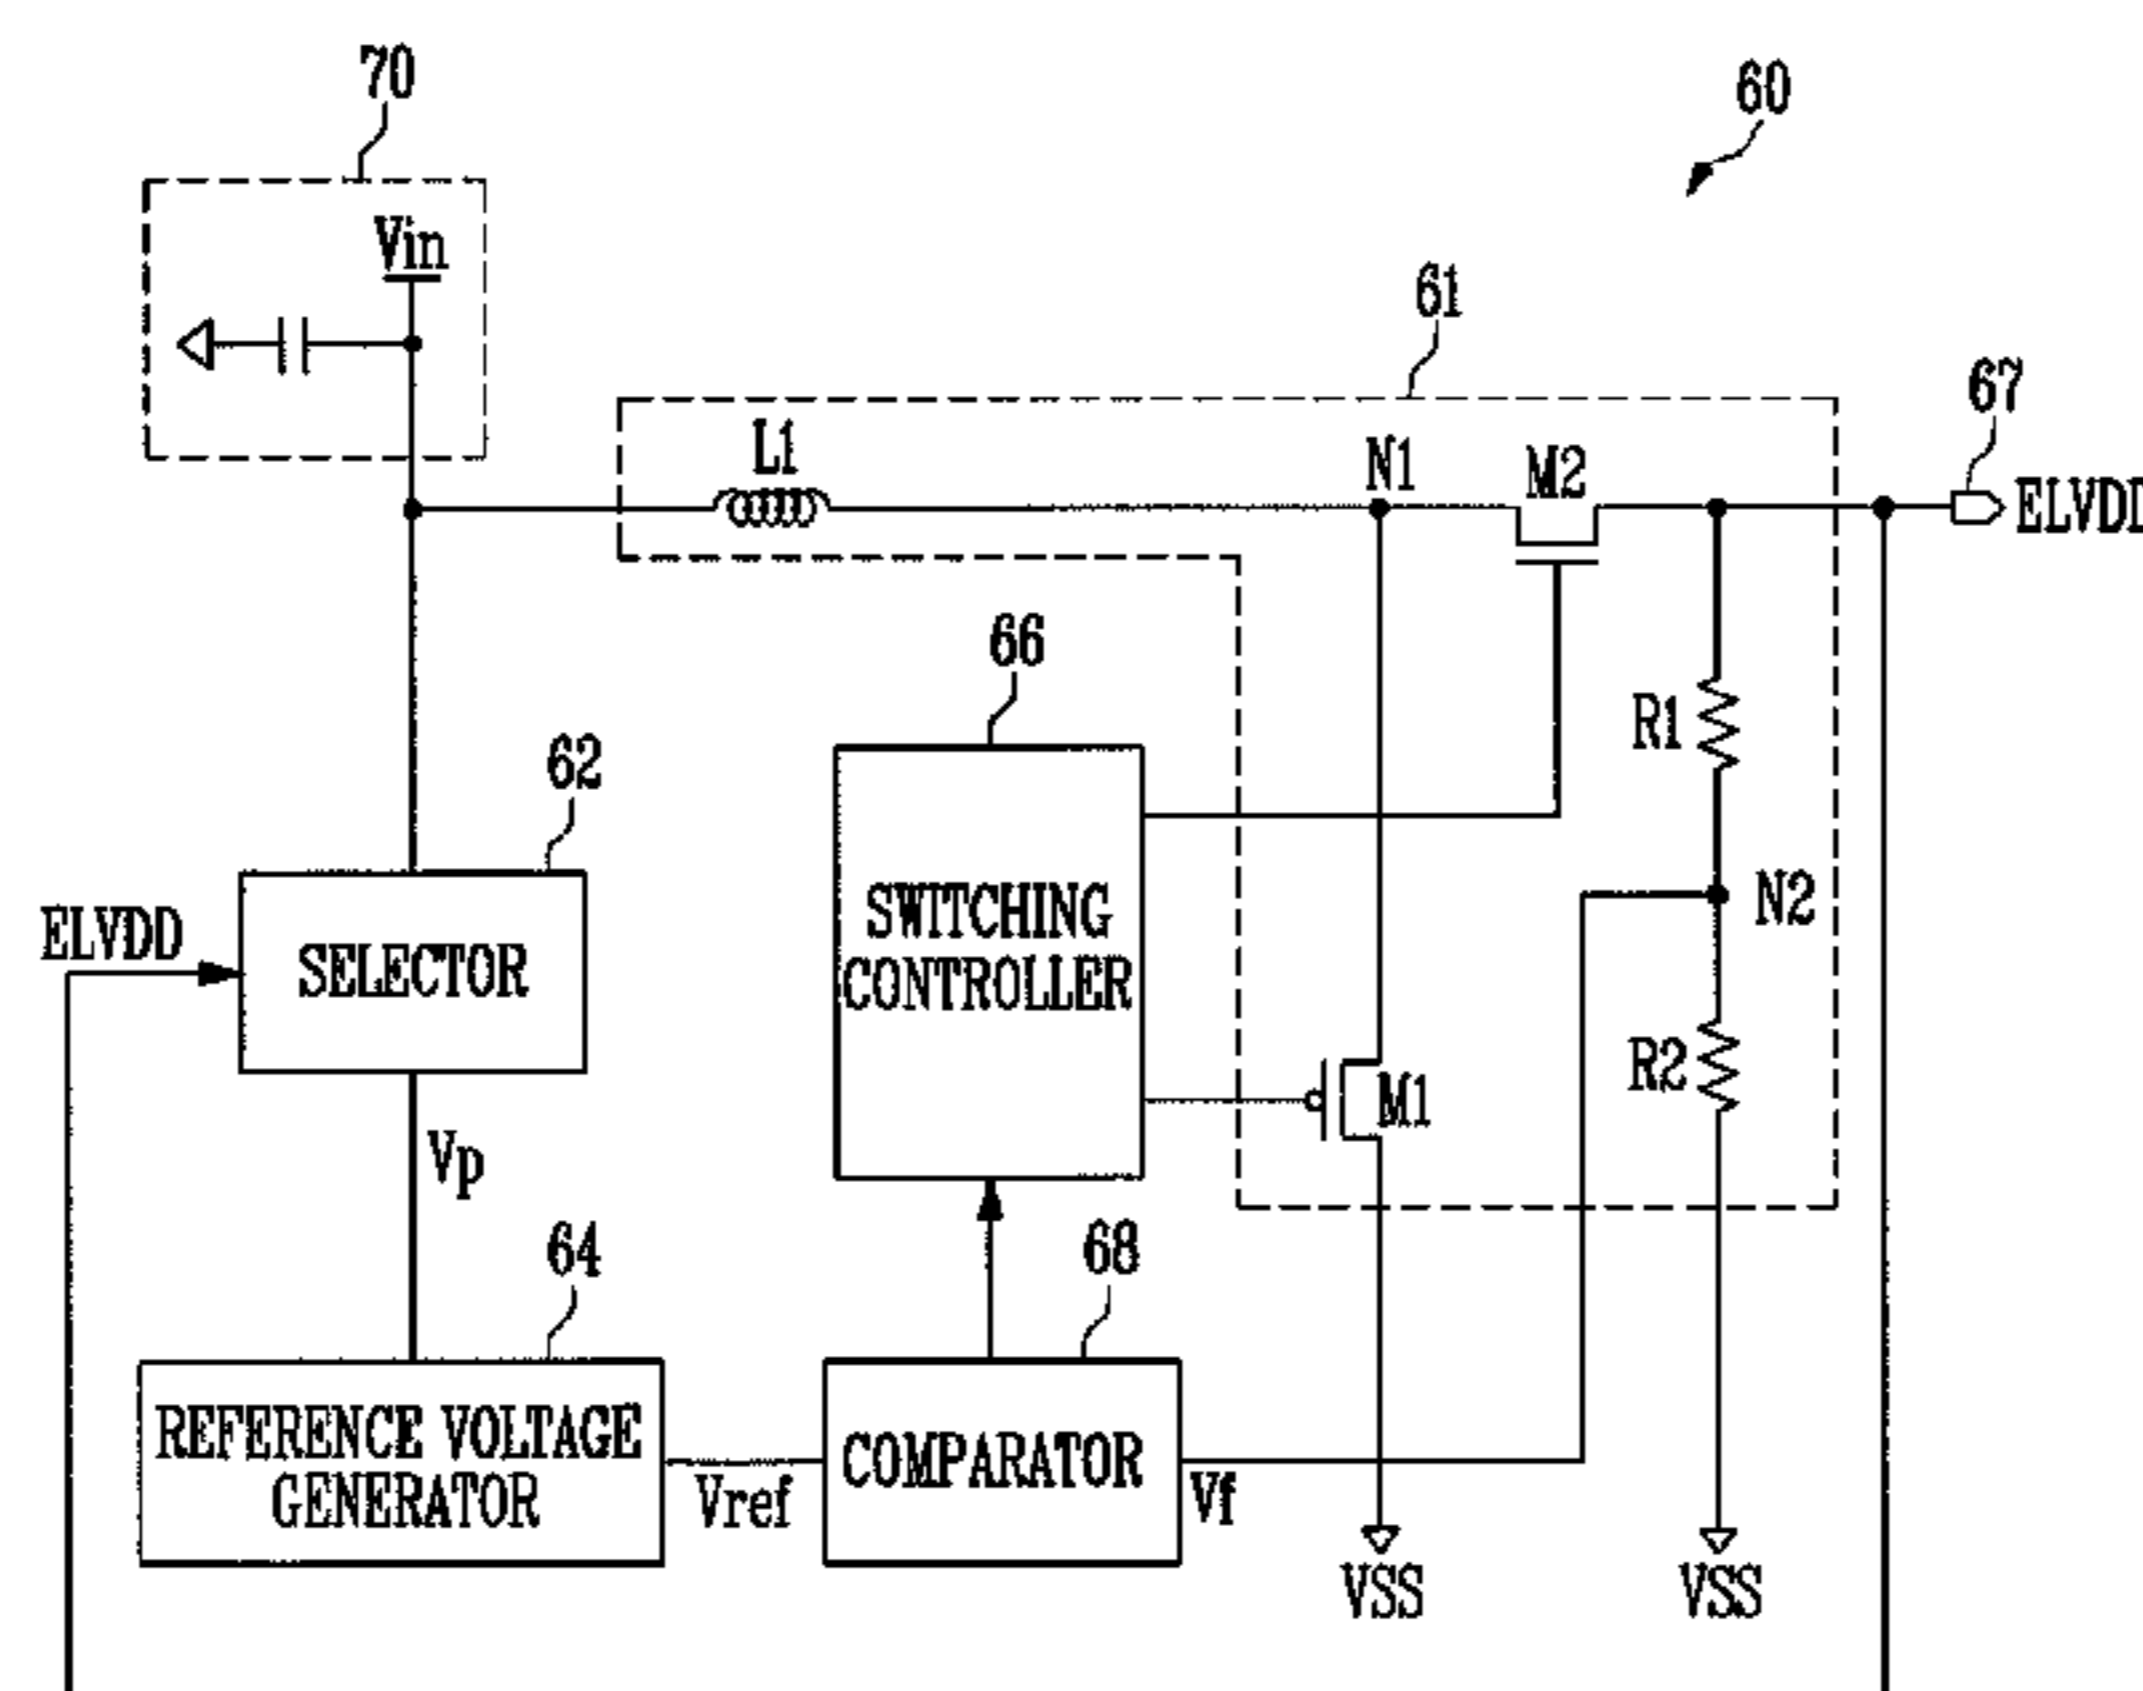 70
60
Vin
61
67
L1
N1
M2
ELVDD
66
R1
62
SWITCHING
CONTROLLER
N2
ELVDD
SELECTOR
R2
M1
Vp
64
68
REFERENCE VOLTAGE
GENERATOR
COMPARATOR
Vref
Vf
VSS
VSS